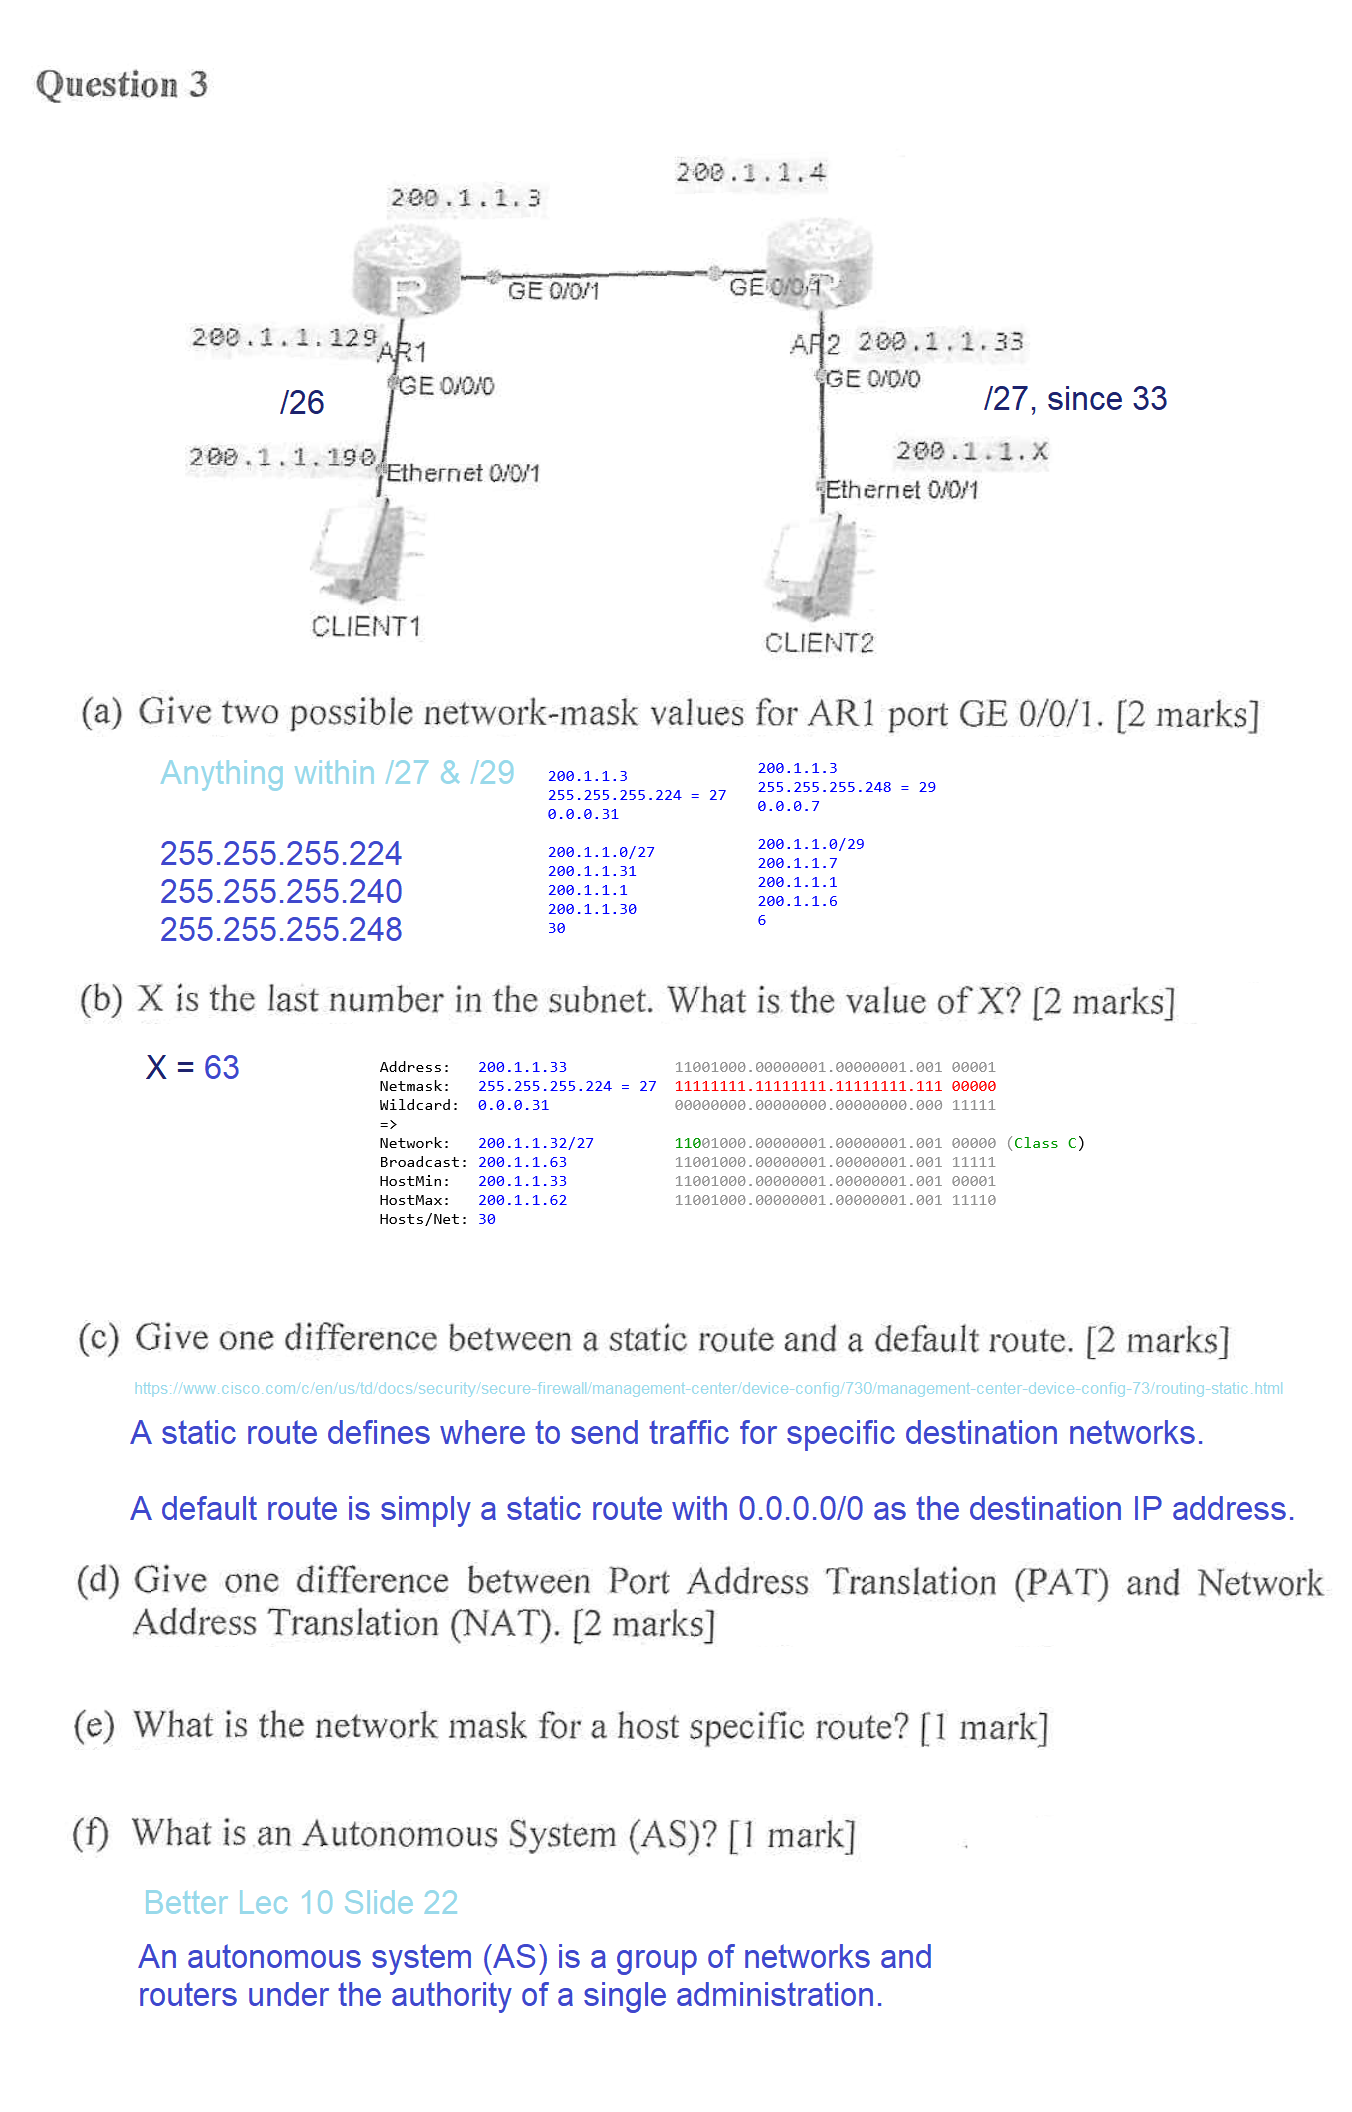 Question 3
200.1.1.4
200.1.1.3
GE 0/0/1
GE 0/0/1
200.1.1.129
AR1
AR2
200.1.1.33
GE 0/0/0
GE 0/0/0
/26
/27, since 33
200.1.1.190
200.1.1.X
Ethernet 0/0/1
Ethernet 0/0/1
CLIENT1
CLIENT2
(a) Give two possible network-mask values for AR1 port GE 0/0/1. [2 marks]
Anything within /27 & /29
255.255.255.224
255.255.255.240
255.255.255.248
200.1.1.3
255.255.255.224 = 27
0.0.0.31
200.1.1.0/27
200.1.1.31
200.1.1.1
200.1.1.30
30
200.1.1.3
255.255.255.248 = 29
0.0.0.7
200.1.1.0/29
200.1.1.7
200.1.1.1
200.1.1.6
6
(b) X is the last number in the subnet. What is the value of X? [2 marks]
X = 63
Address: 200.1.1.33 11001000.00000001.00000001.001 00001
Netmask: 255.255.255.224 = 27 11111111.11111111.11111111.111 00000
Wildcard: 0.0.0.31 00000000.00000000.00000000.000 11111
=>
Network: 200.1.1.32/27 11001000.00000001.00000001.001 00000 (Class C)
Broadcast: 200.1.1.63 11001000.00000001.00000001.001 11111
HostMin: 200.1.1.33 11001000.00000001.00000001.001 00001
HostMax: 200.1.1.62 11001000.00000001.00000001.001 11110
Hosts/Net: 30
(c) Give one difference between a static route and a default route. [2 marks]
https://www.cisco.com/c/en/us/td/docs/security/secure-firewall/management-center/device-config/730/management-center-device-config-73/routing-static.html
A static route defines where to send traffic for specific destination networks.
A default route is simply a static route with 0.0.0.0/0 as the destination IP address.
(d) Give one difference between Port Address Translation (PAT) and Network
Address Translation (NAT). [2 marks]
(e) What is the network mask for a host specific route? [1 mark]
(f) What is an Autonomous System (AS)? [1 mark]
Better Lec 10 Slide 22
An autonomous system (AS) is a group of networks and
routers under the authority of a single administration.